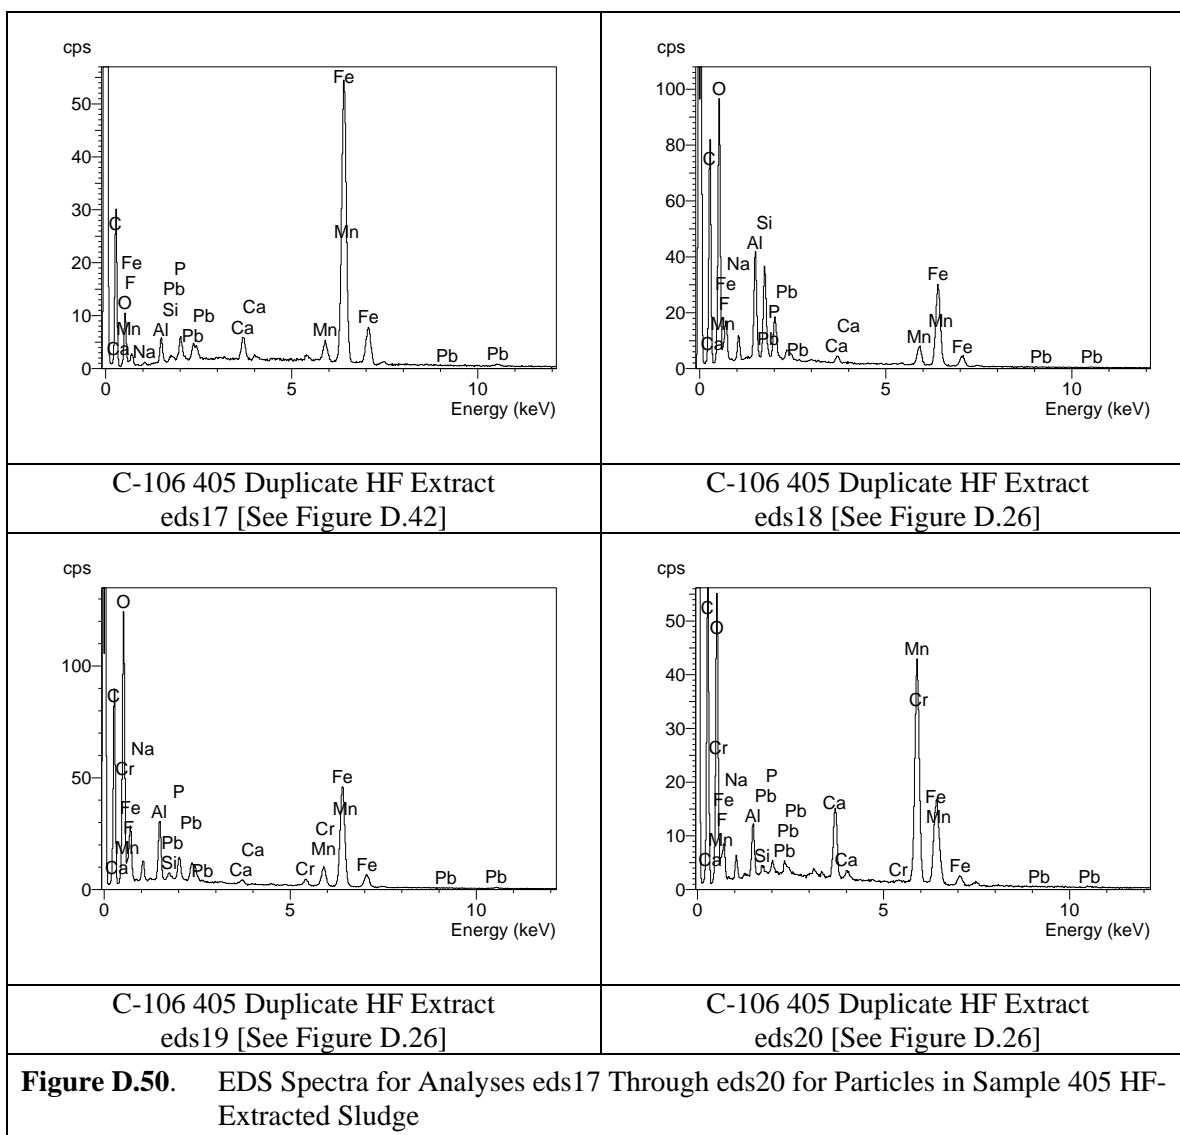 cps
Fe
50
40
30
C
Mn
20
Fe P
F Pb Ca
10 O Si Pb Ca Fe
Mn Al Pb Mn
Ca Na Pb Pb
0
0 5 10
Energy (keV)
C-106 405 Duplicate HF Extract
eds17 [See Figure D.42]
cps
100 O
80
C
60
Si
Al
40 Na
Fe Pb Fe
F P
20 Mn Ca Mn
Ca Pb Pb Ca Mn Fe Pb Pb
0
0 5 10
Energy (keV)
C-106 405 Duplicate HF Extract
eds18 [See Figure D.26]
cps
O
100
C
Na
Cr
50 Fe
P
Fe Al Mn
F Pb Cr
Mn Pb Mn
Ca Si Pb Ca Ca Cr Fe Pb Pb
0
0 5 10
Energy (keV)
C-106 405 Duplicate HF Extract
eds19 [See Figure D.26]
cps
C
50 O
Mn
40
Cr
30
Cr
20 Na P
Fe Pb Pb Ca Fe
F Al Pb Mn
10 Mn Pb
Ca Si Ca Cr Fe Pb Pb
0
0 5 10
Energy (keV)
C-106 405 Duplicate HF Extract
eds20 [See Figure D.26]
Figure D.50. EDS Spectra for Analyses eds17 Through eds20 for Particles in Sample 405 HF-
Extracted Sludge